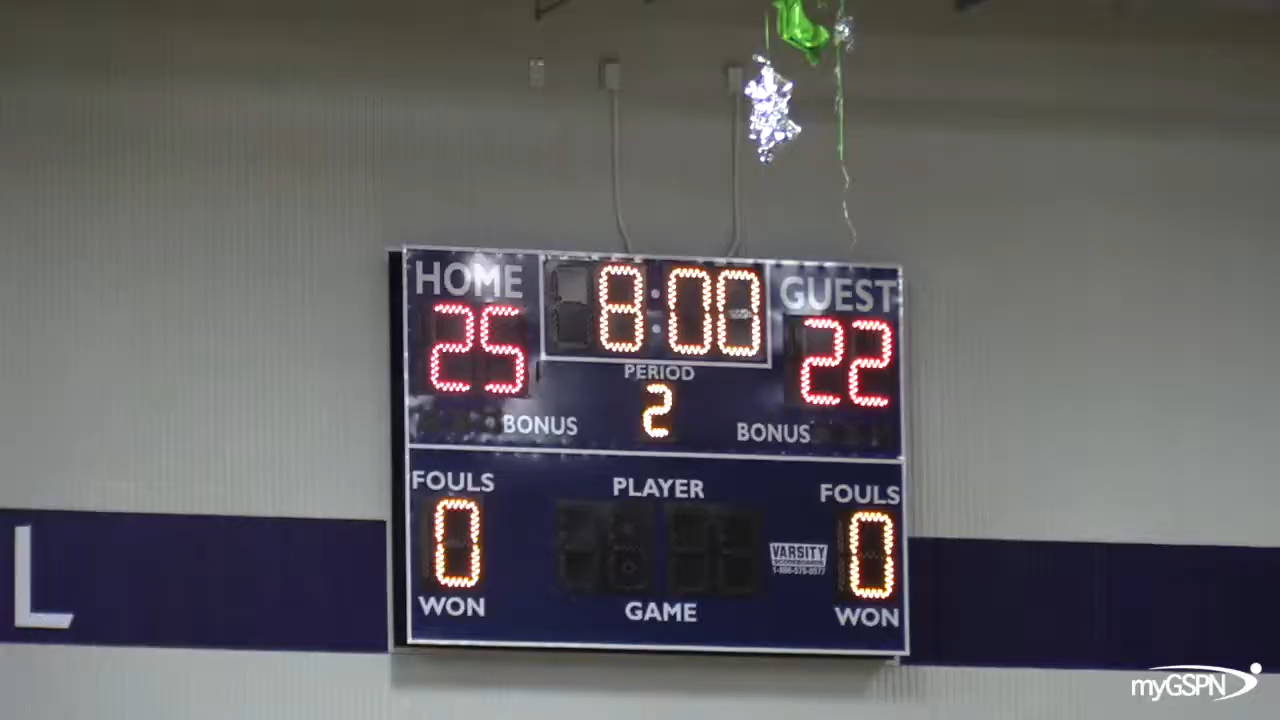 HOME 8:00 GUEST
25 22
PERIOD
2
BONUS BONUS
FOULS PLAYER FOULS
0 0
VARSITY
SCOREBOARDS
WON GAME WON
L
myGSPN